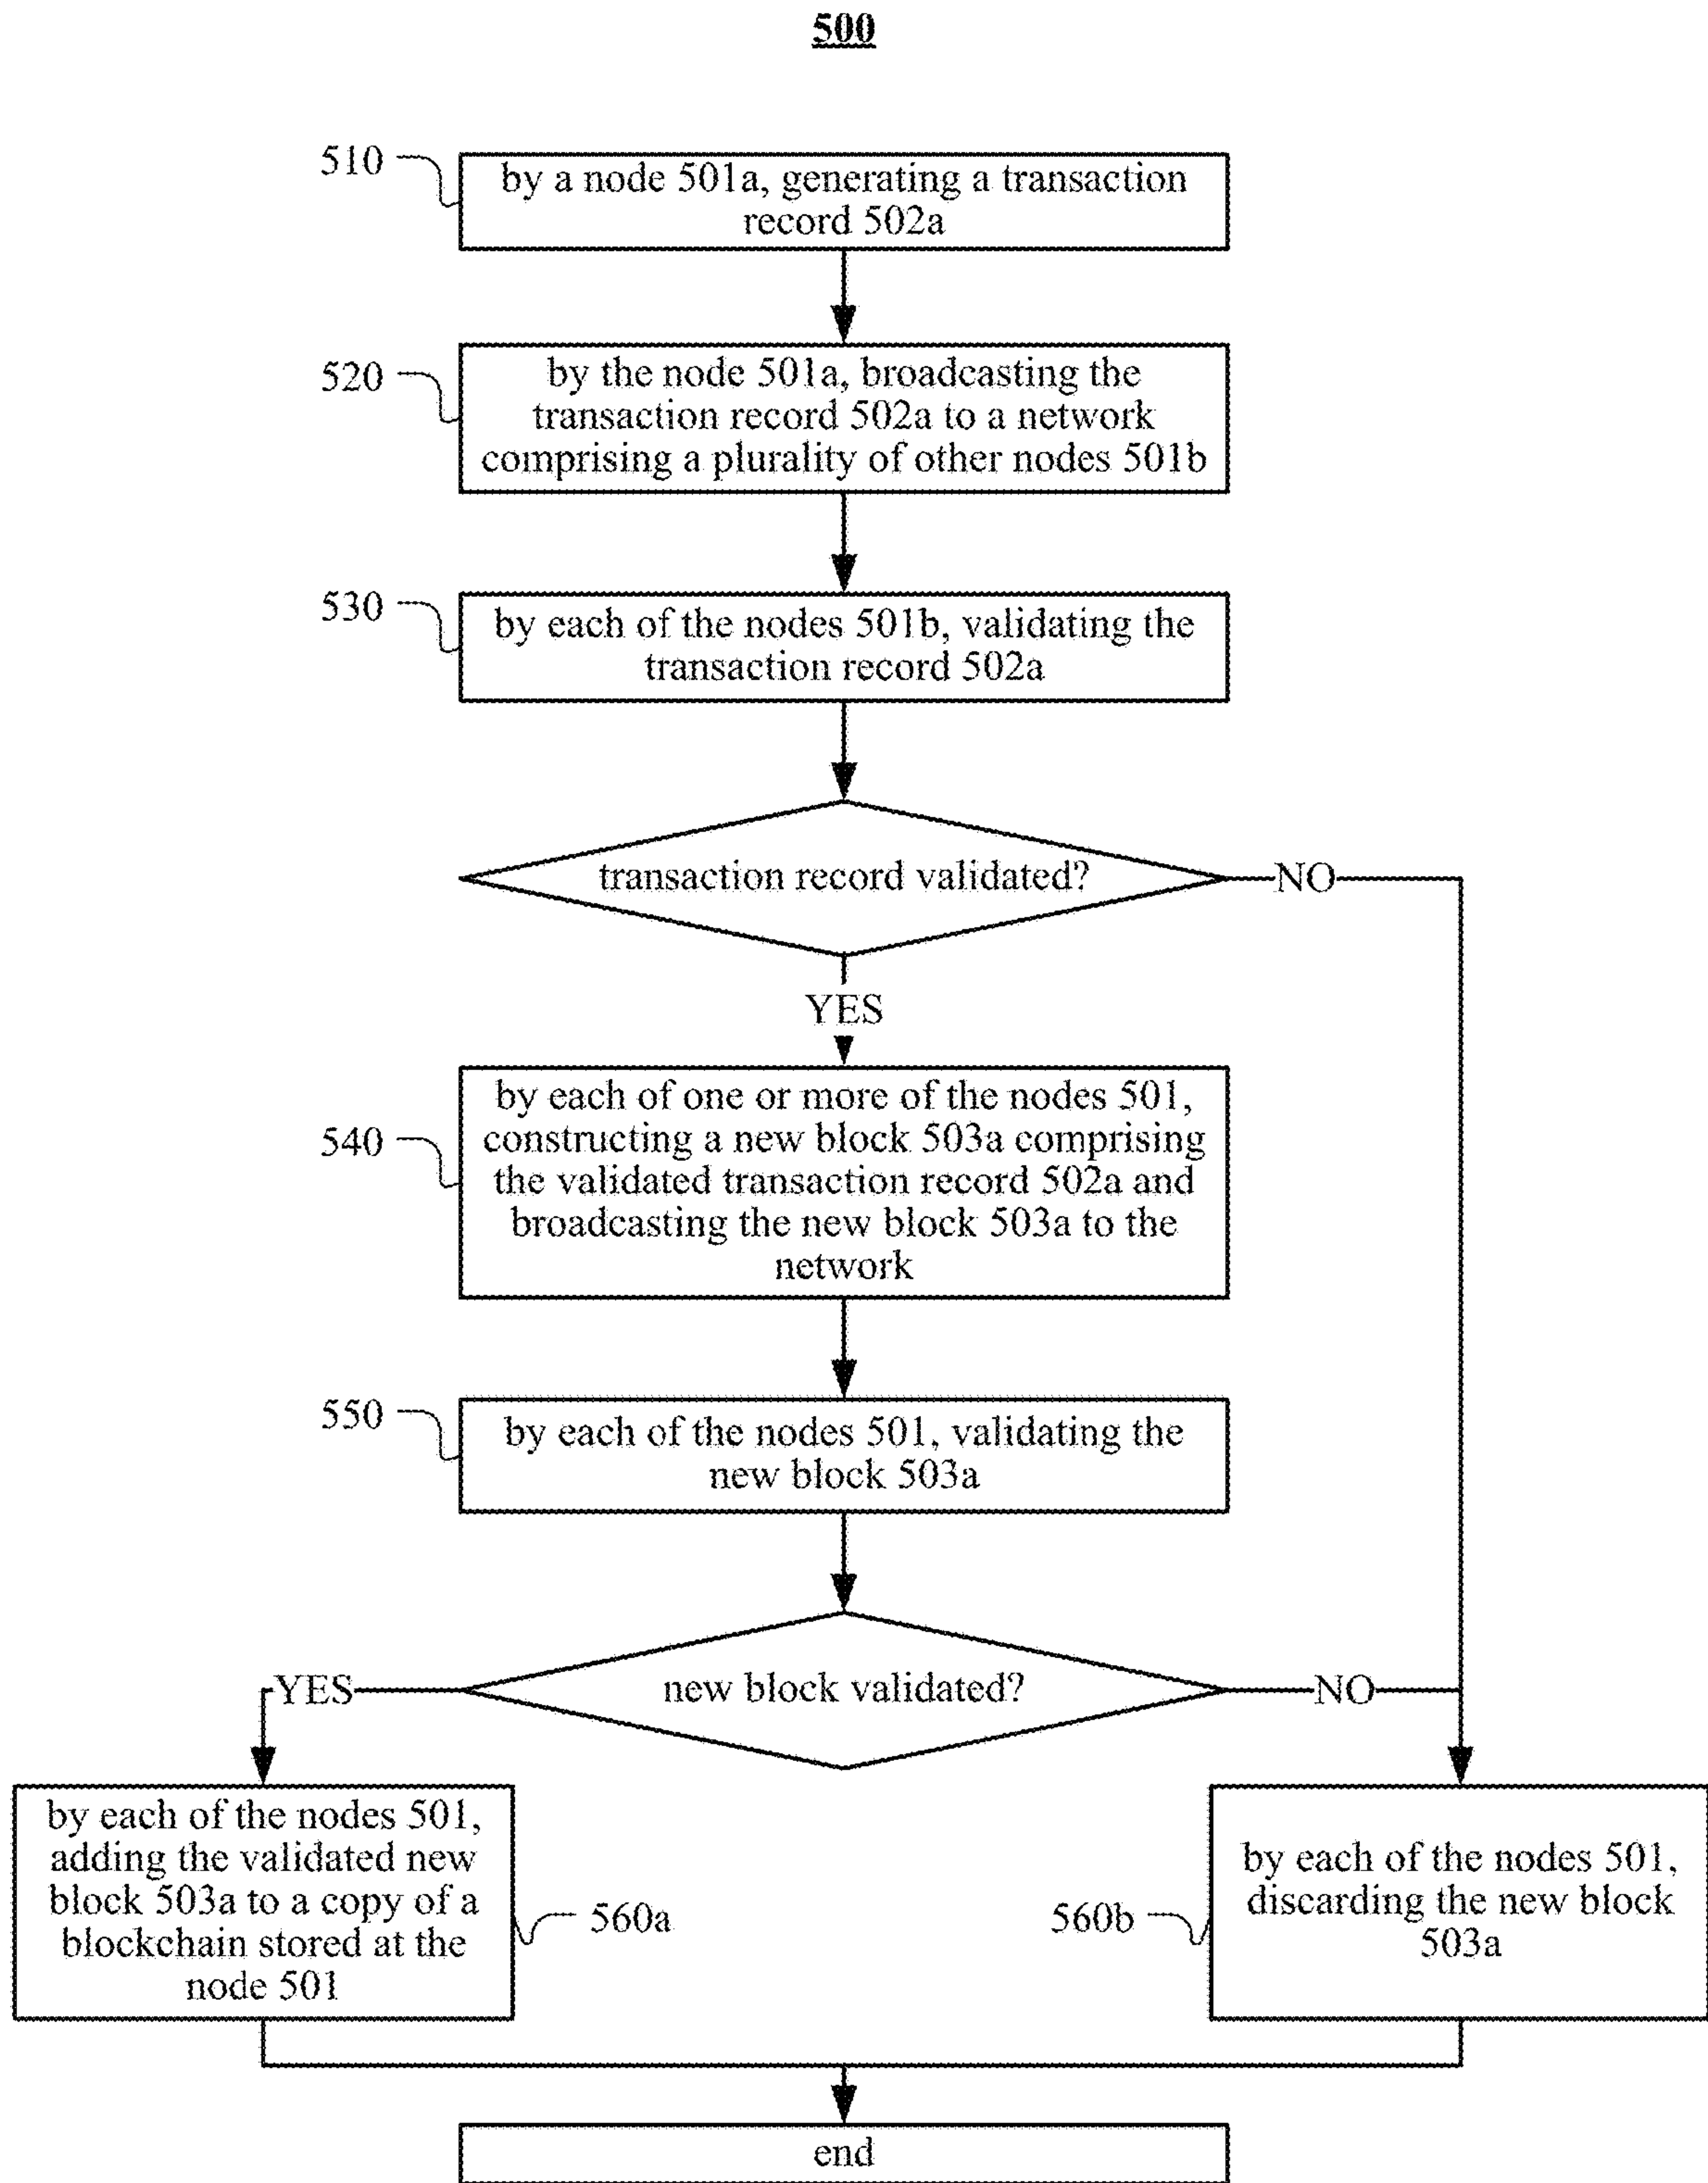 500
510
by a node 501a, generating a transaction
record 502a
520
by the node 501a, broadcasting the
transaction record 502a to a network
comprising a plurality of other nodes 501b
530
by each of the nodes 501b, validating the
transaction record 502a
transaction record validated?
NO
YES
540
by each of one or more of the nodes 501,
constructing a new block 503a comprising
the validated transaction record 502a and
broadcasting the new block 503a to the
network
550
by each of the nodes 501, validating the
new block 503a
YES
new block validated?
NO
by each of the nodes 501,
adding the validated new
block 503a to a copy of a
blockchain stored at the
node 501
560a
560b
by each of the nodes 501,
discarding the new block
503a
end